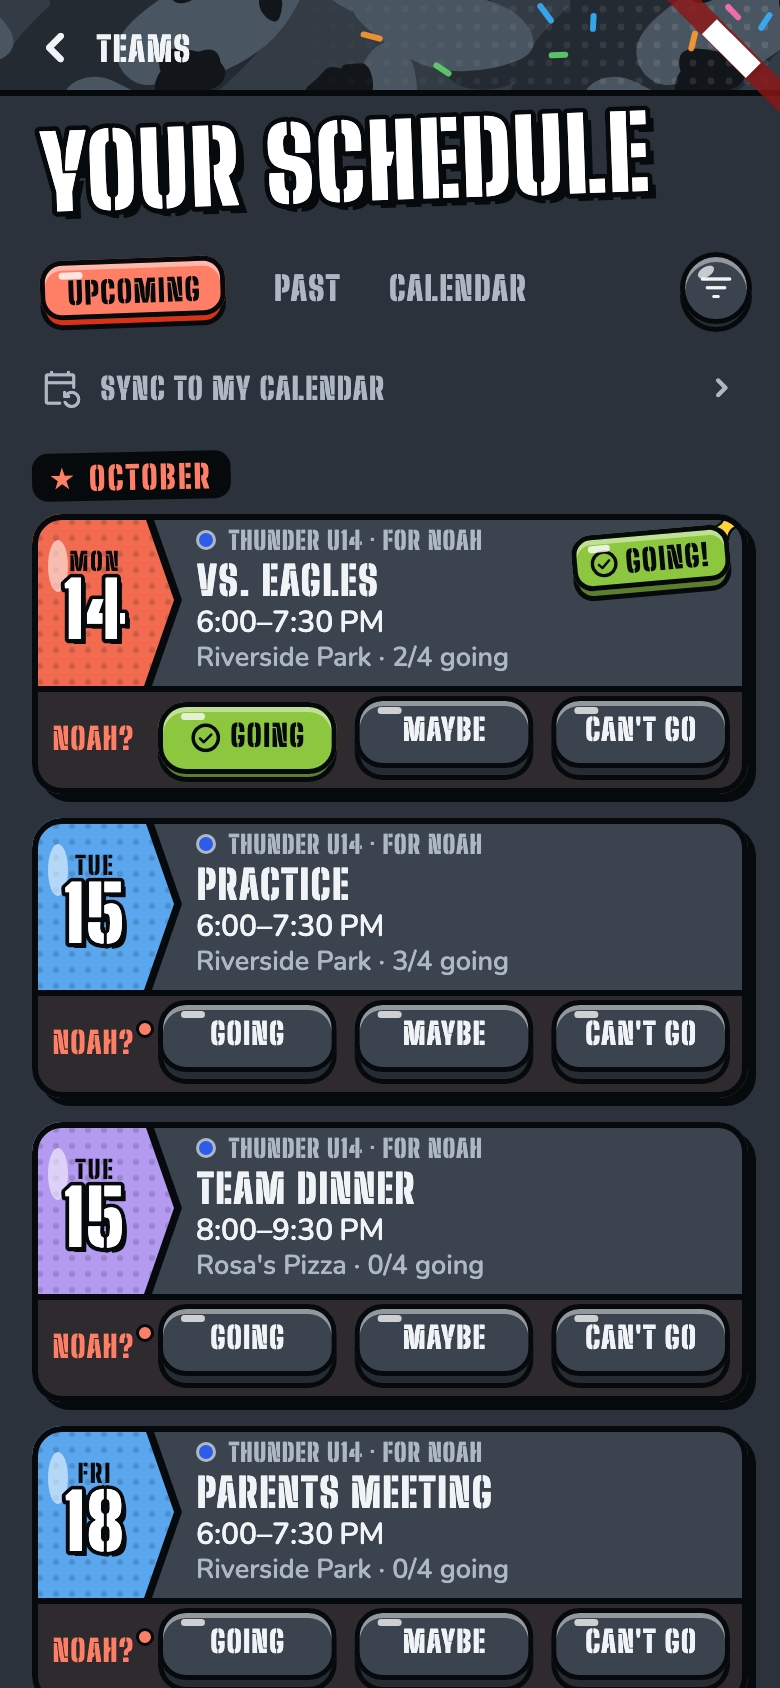 TEAMS
YOUR SCHEDULE
UPCOMING PAST CALENDAR
SYNC TO MY CALENDAR
★ OCTOBER
MON
14
THUNDER U14 · FOR NOAH
VS. EAGLES
6:00–7:30 PM
Riverside Park · 2/4 going
GOING!
NOAH? GOING MAYBE CAN'T GO
TUE
15
THUNDER U14 · FOR NOAH
PRACTICE
6:00–7:30 PM
Riverside Park · 3/4 going
NOAH? GOING MAYBE CAN'T GO
TUE
15
THUNDER U14 · FOR NOAH
TEAM DINNER
8:00–9:30 PM
Rosa's Pizza · 0/4 going
NOAH? GOING MAYBE CAN'T GO
FRI
18
THUNDER U14 · FOR NOAH
PARENTS MEETING
6:00–7:30 PM
Riverside Park · 0/4 going
NOAH? GOING MAYBE CAN'T GO